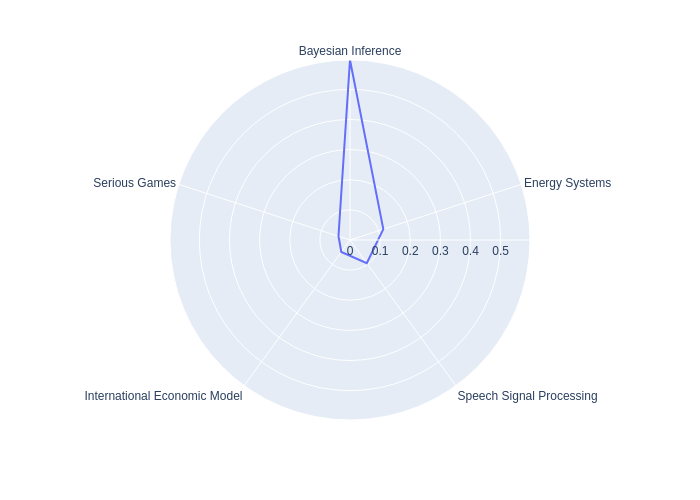 Bayesian Inference
Serious Games
Energy Systems
0 0.1 0.2 0.3 0.4 0.5
International Economic Model
Speech Signal Processing